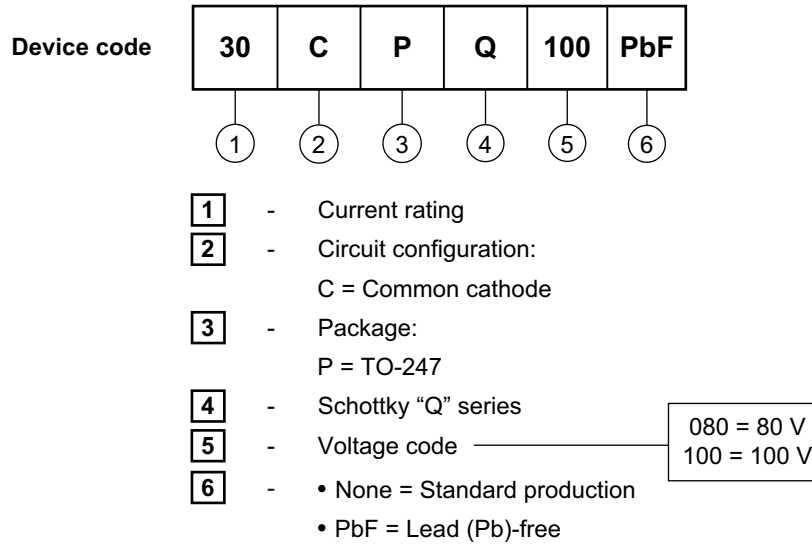 Device code 30 C P Q 100 PbF
1 2 3 4 5 6
1 - Current rating
2 - Circuit configuration:
C = Common cathode
3 - Package:
P = TO-247
4 - Schottky “Q” series
5 - Voltage code
080 = 80 V
100 = 100 V
6 - • None = Standard production
• PbF = Lead (Pb)-free